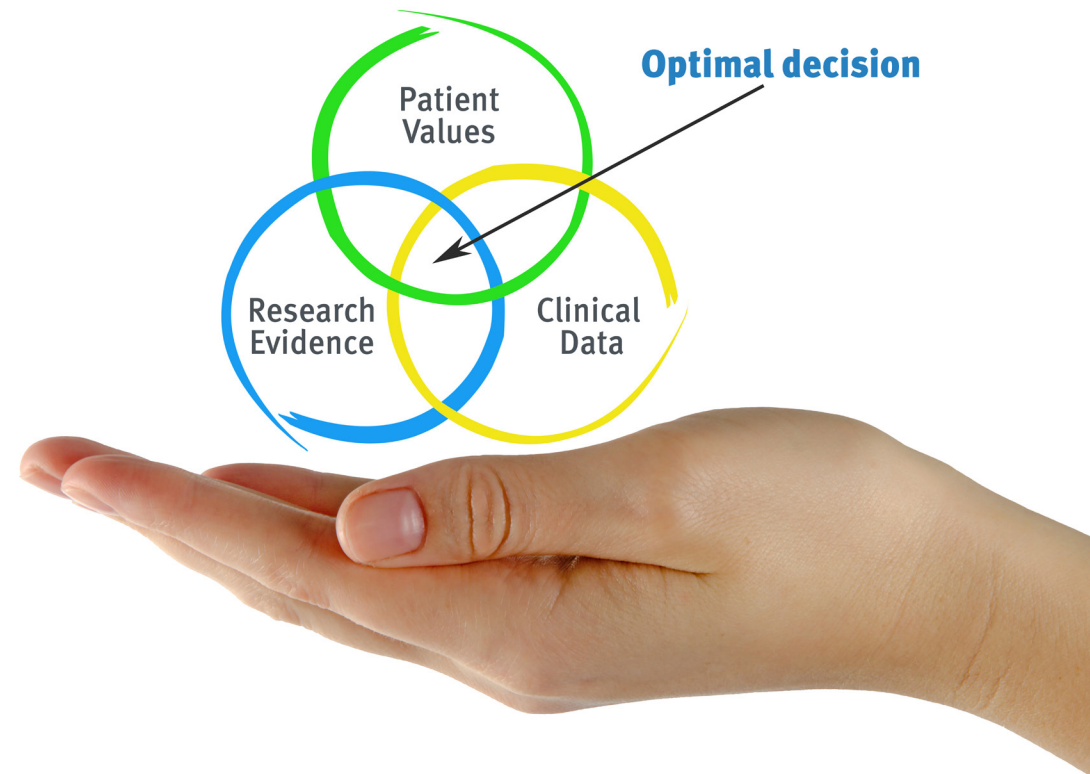 Optimal decision
Patient
Values
Research
Evidence
Clinical
Data